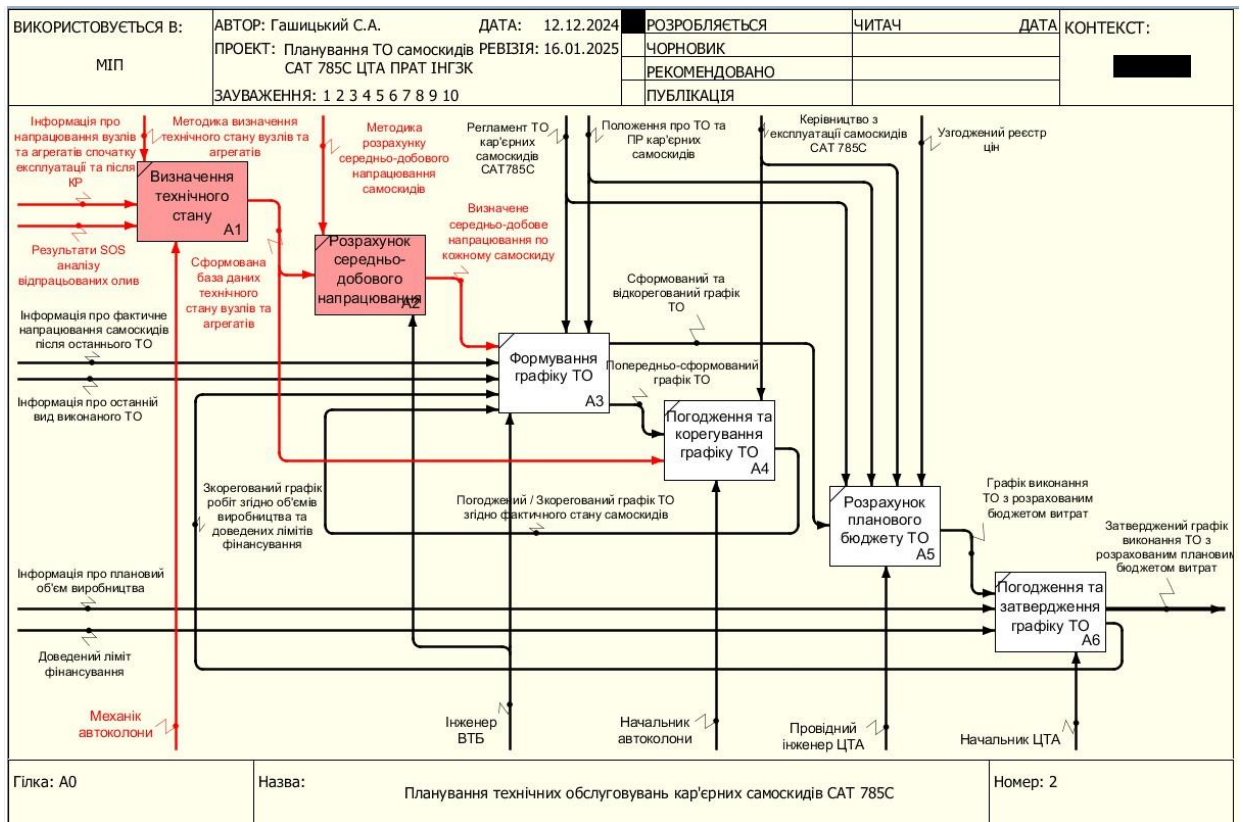 ВИКОРИСТОВУЄТЬСЯ В:
МІП
АВТОР: Гашицький С.А.
ДАТА: 12.12.2024
ПРОЕКТ: Планування ТО самоскидів
САТ 785С ЦТА ПРАТ ІНГЗК
РЕВІЗІЯ: 16.01.2025
ЗАУВАЖЕННЯ: 1 2 3 4 5 6 7 8 9 10
РОЗРОБЛЯЄТЬСЯ
ЧОРНОВИК
РЕКОМЕНДОВАНО
ПУБЛІКАЦІЯ
ЧИТАЧ
ДАТА
КОНТЕКСТ:
Інформація про
напрацювання вузлів
та агрегатів спочатку
експлуатації та після
КР
Методика визначення
технічного стану вузлів та
агрегатів
Методика
розрахунку
середньо-добового
напрацювання
самоскидів
Регламент ТО
кар'єрних
самоскидів
САТ785С
Положення про ТО та
ПР кар'єрних
самоскидів
Керівництво з
експлуатації самоскидів
САТ 785С
Узгоджений реєстр
цін
Визначення
технічного
стану
А1
Результати SOS
аналізу
відпрацьованих олив
Сформована
база даних
технічного
стану вузлів та
агрегатів
Розрахунок
середньо-
добового
напрацювання
А2
Визначене
середньо-добове
напрацювання по
кожному самоскиду
Сформований та
відкорегований графік
ТО
Інформація про фактичне
напрацювання самоскидів
після останнього ТО
Інформація про останній
вид виконаного ТО
Формування
графіку ТО
А3
Попередньо-сформований
графік ТО
Погодження та
корегування
графіку ТО
А4
Зкорегований графік
робіт згідно об'ємів
виробництва та
доведених лімітів
фінансування
Погоджений / Зкорегований графік ТО
згідно фактичного стану самоскидів
Розрахунок
планового
бюджету ТО
А5
Графік виконання
ТО з розрахованим
бюджетом витрат
Затверджений графік
виконання ТО з
розрахованим плановим
бюджетом витрат
Інформація про плановий
об'єм виробництва
Доведений ліміт
фінансування
Погодження та
затвердження
графіку ТО
А6
Механік
автоколони
Інженер
ВТБ
Начальник
автоколони
Провідний
інженер ЦТА
Начальник ЦТА
Гілка: А0
Назва:
Планування технічних обслуговувань кар'єрних самоскидів САТ 785С
Номер: 2